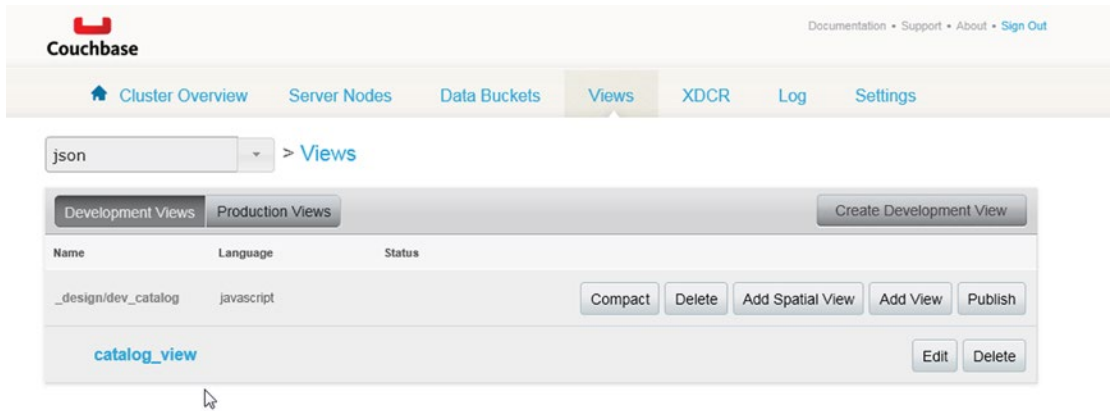 Couchbase
Documentation • Support • About • Sign Out
Cluster Overview Server Nodes Data Buckets Views XDCR Log Settings
json > Views
Development Views Production Views Create Development View
Name Language Status
_design/dev_catalog javascript Compact Delete Add Spatial View Add View Publish
catalog_view Edit Delete